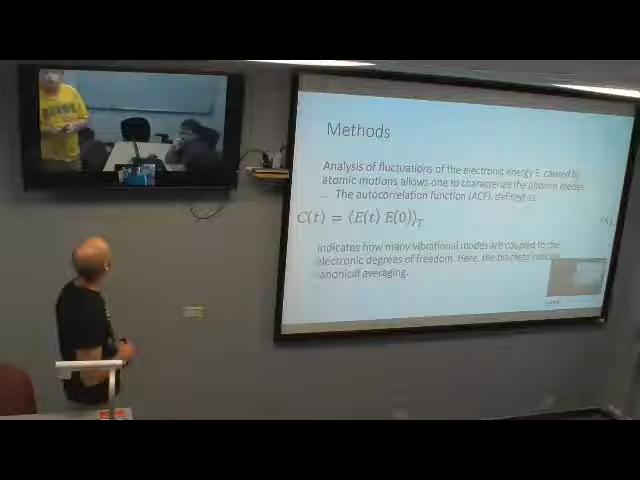 Methods
Analysis of fluctuations of the electronic energy E, caused by
atomic motions allows one to characterize the phonon modes
... The autocorrelation function (ACF), defined as
C(t) = ⟨E(t) E(0)⟩T
indicates how many vibrational modes are coupled to the
electronic degrees of freedom. Here, the brackets indicate
canonical averaging.